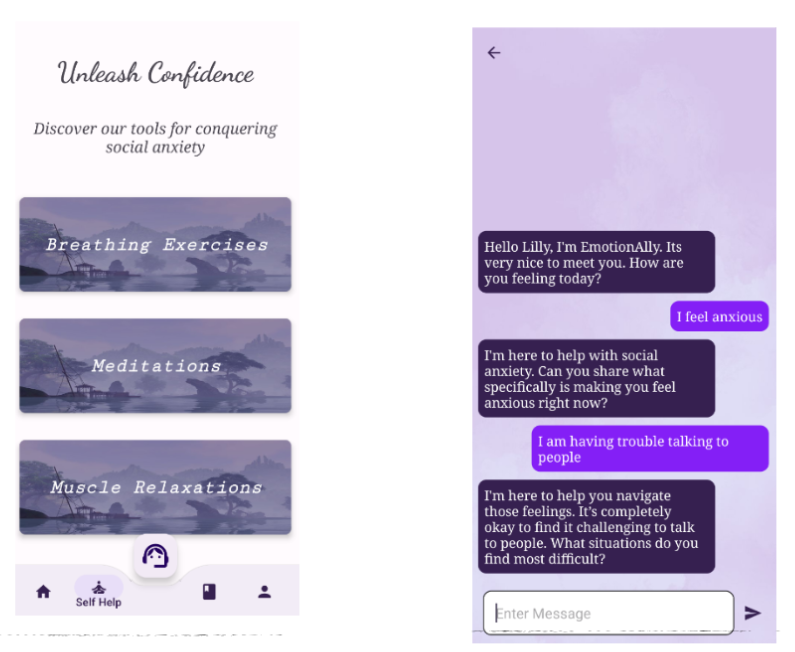 Unleash Confidence
Discover our tools for conquering
social anxiety
Breathing Exercises
Meditations
Muscle Relaxations
Self Help
Hello Lilly, I'm EmotionAlly. Its
very nice to meet you. How are
you feeling today?
I feel anxious
I'm here to help with social
anxiety. Can you share what
specifically is making you feel
anxious right now?
I am having trouble talking to
people
I'm here to help you navigate
those feelings. It's completely
okay to find it challenging to talk
to people. What situations do you
find most difficult?
Enter Message